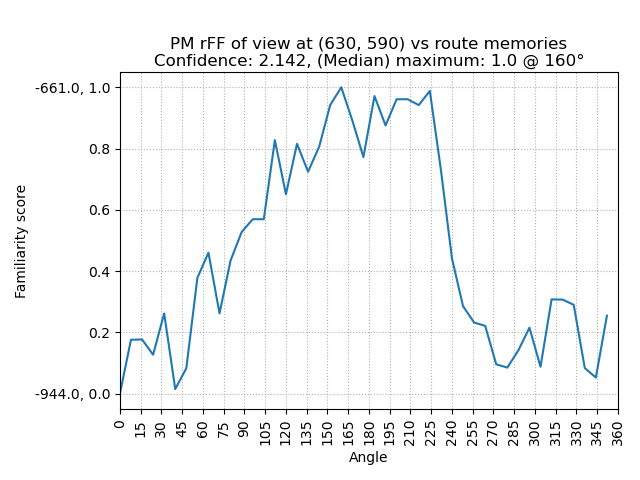 PM rFF of view at (630, 590) vs route memories
Confidence: 2.142, (Median) maximum: 1.0 @ 160°
Familiarity score
-661.0, 1.0
0.8
0.6
0.4
0.2
-944.0, 0.0
0 15 30 45 60 75 90 105 120 135 150 165 180 195 210 225 240 255 270 285 300 315 330 345 360
Angle